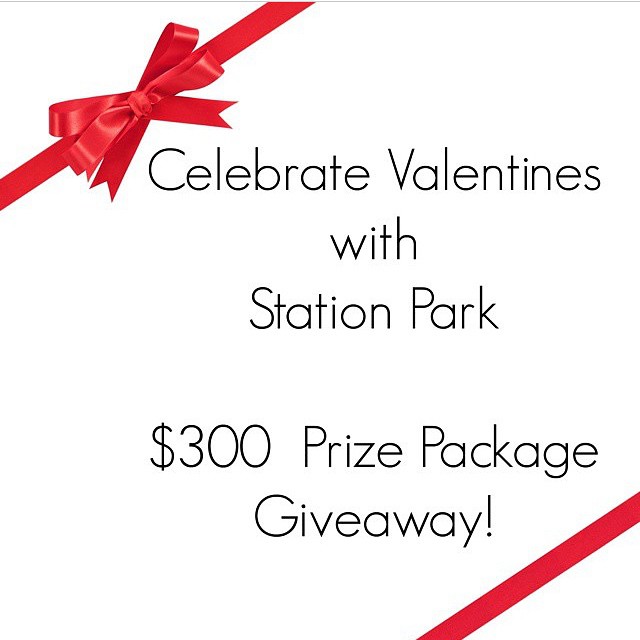 Celebrate Valentines
with
Station Park
$300 Prize Package
Giveaway!